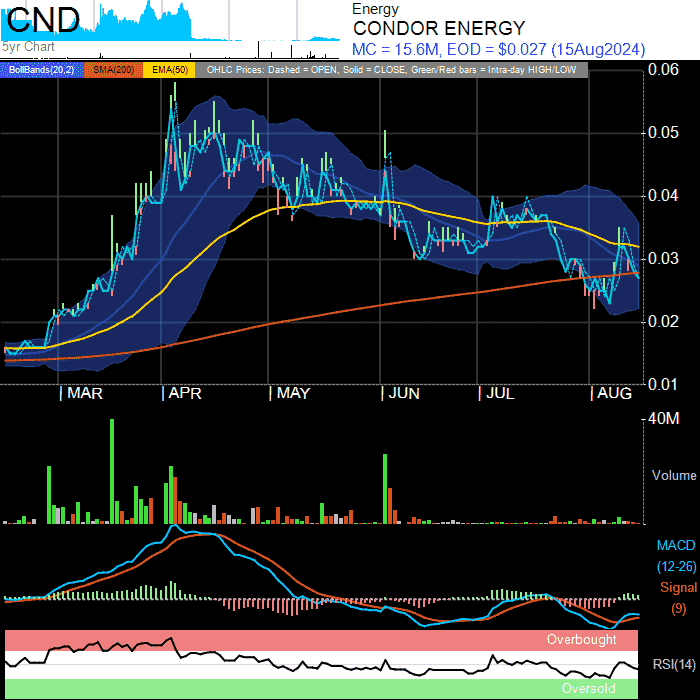 CND
Energy
CONDOR ENERGY
MC = 15.6M, EOD = $0.027 (15Aug2024)
5yr Chart
BollBands(20,2) SMA(200) EMA(50) OHLC Prices: Dashed = OPEN, Solid = CLOSE, Green/Red bars = Intra-day HIGH/LOW
0.06
0.05
0.04
0.03
0.02
0.01
MAR APR MAY JUN JUL AUG
40M
Volume
MACD
(12-26)
Signal
(9)
Overbought
RSI(14)
Oversold